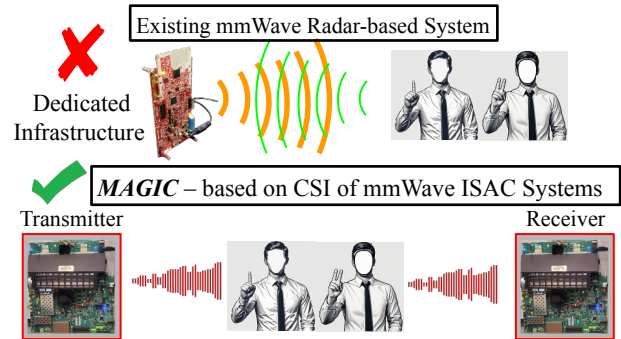 Existing mmWave Radar-based System
Dedicated
Infrastructure
MAGIC – based on CSI of mmWave ISAC Systems
Transmitter
Receiver